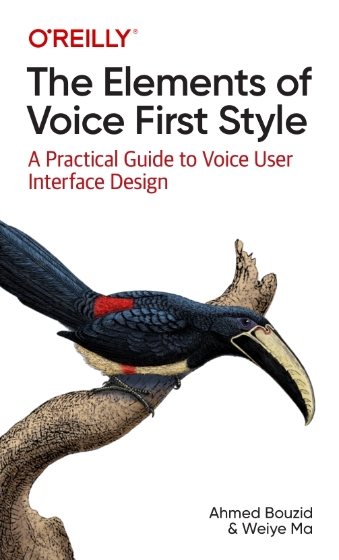 O'REILLY®
The Elements of
Voice First Style
A Practical Guide to Voice User
Interface Design
Ahmed Bouzid
& Weiye Ma